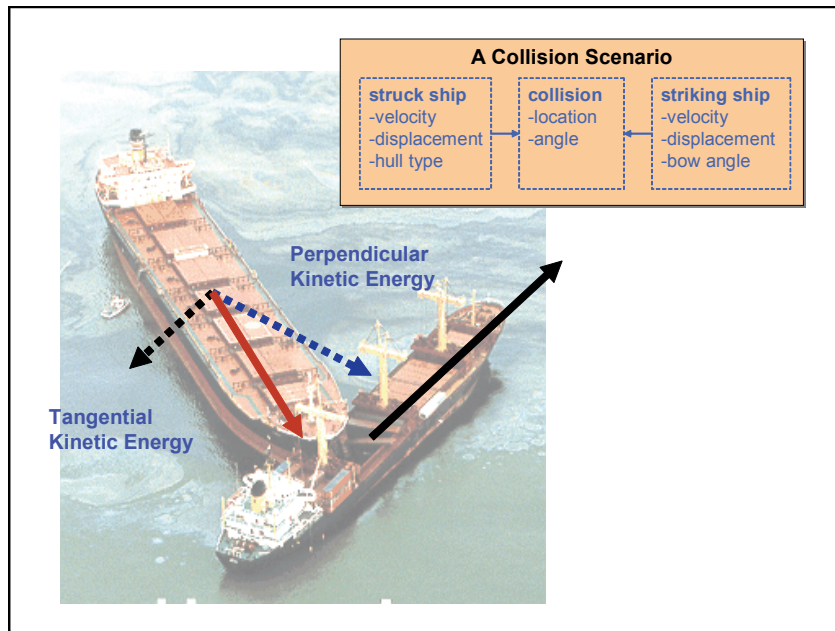 A Collision Scenario
struck ship
-velocity
-displacement
-hull type
collision
-location
-angle
striking ship
-velocity
-displacement
-bow angle
Perpendicular
Kinetic Energy
Tangential
Kinetic Energy